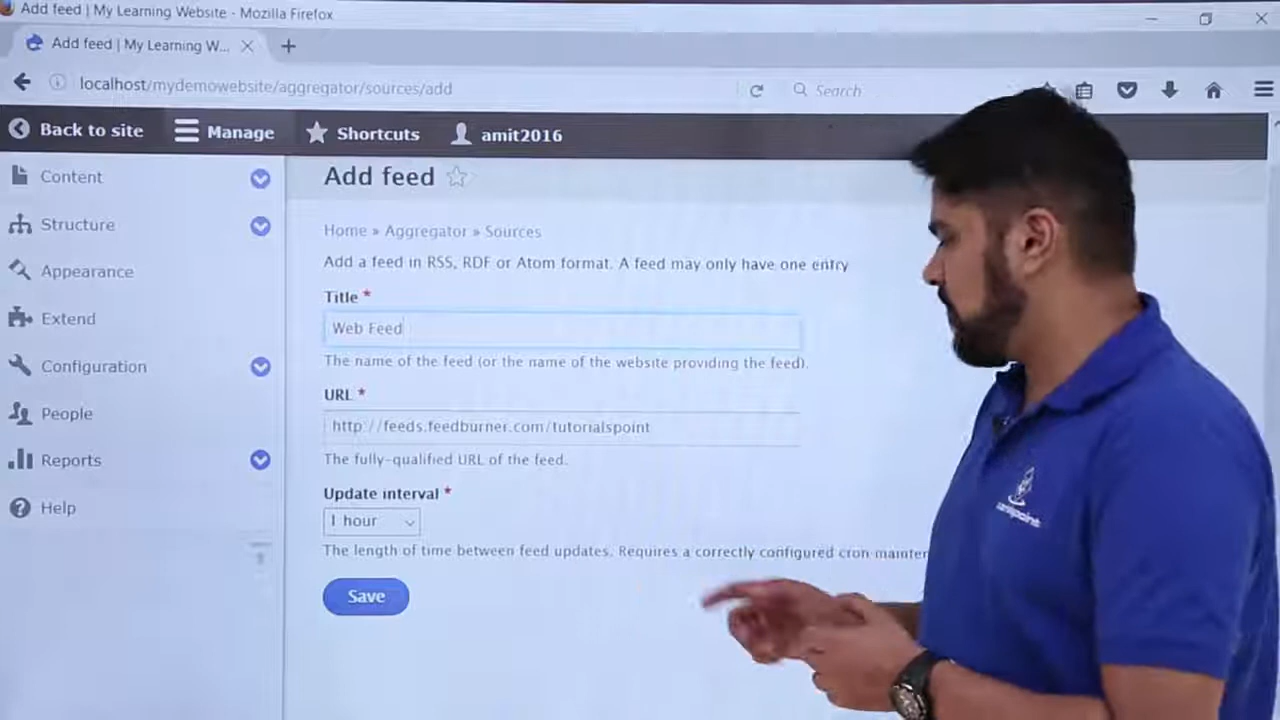 Add feed | My Learning Website - Mozilla Firefox
Add feed | My Learning W...
localhost/mydemowebsite/aggregator/sources/add
Search
Back to site
Manage
Shortcuts
amit2016
Content
Structure
Appearance
Extend
Configuration
People
Reports
Help
Add feed
Home » Aggregator » Sources
Add a feed in RSS, RDF or Atom format. A feed may only have one entry
Title *
Web Feed
The name of the feed (or the name of the website providing the feed).
URL *
http://feeds.feedburner.com/tutorialspoint
The fully-qualified URL of the feed.
Update interval *
1 hour
The length of time between feed updates. Requires a correctly configured cron
Save